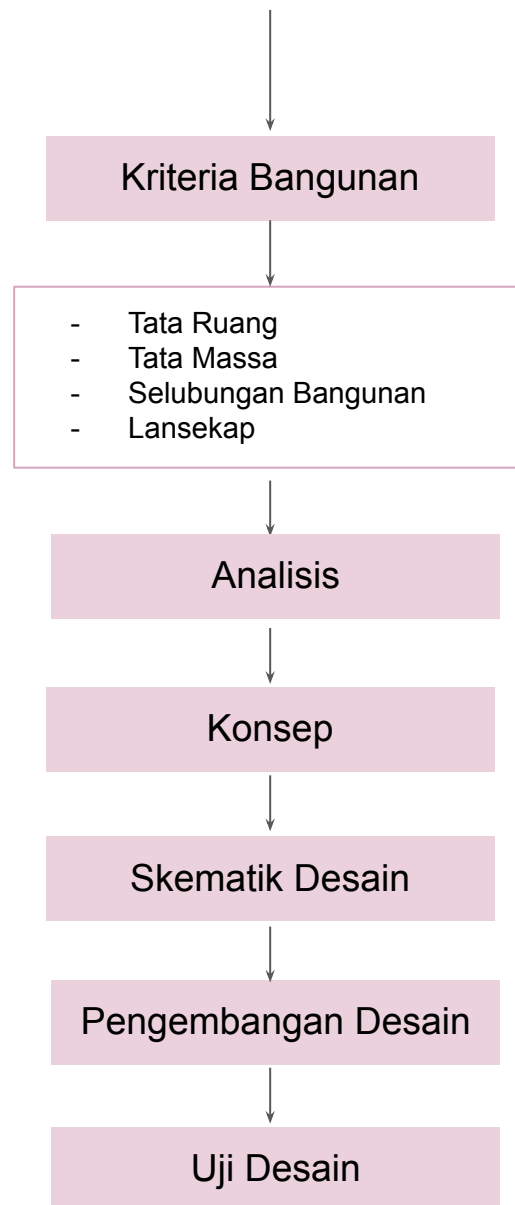 Kriteria Bangunan
- Tata Ruang
- Tata Massa
- Selubungan Bangunan
- Lansekap
Analisis
Konsep
Skematik Desain
Pengembangan Desain
Uji Desain